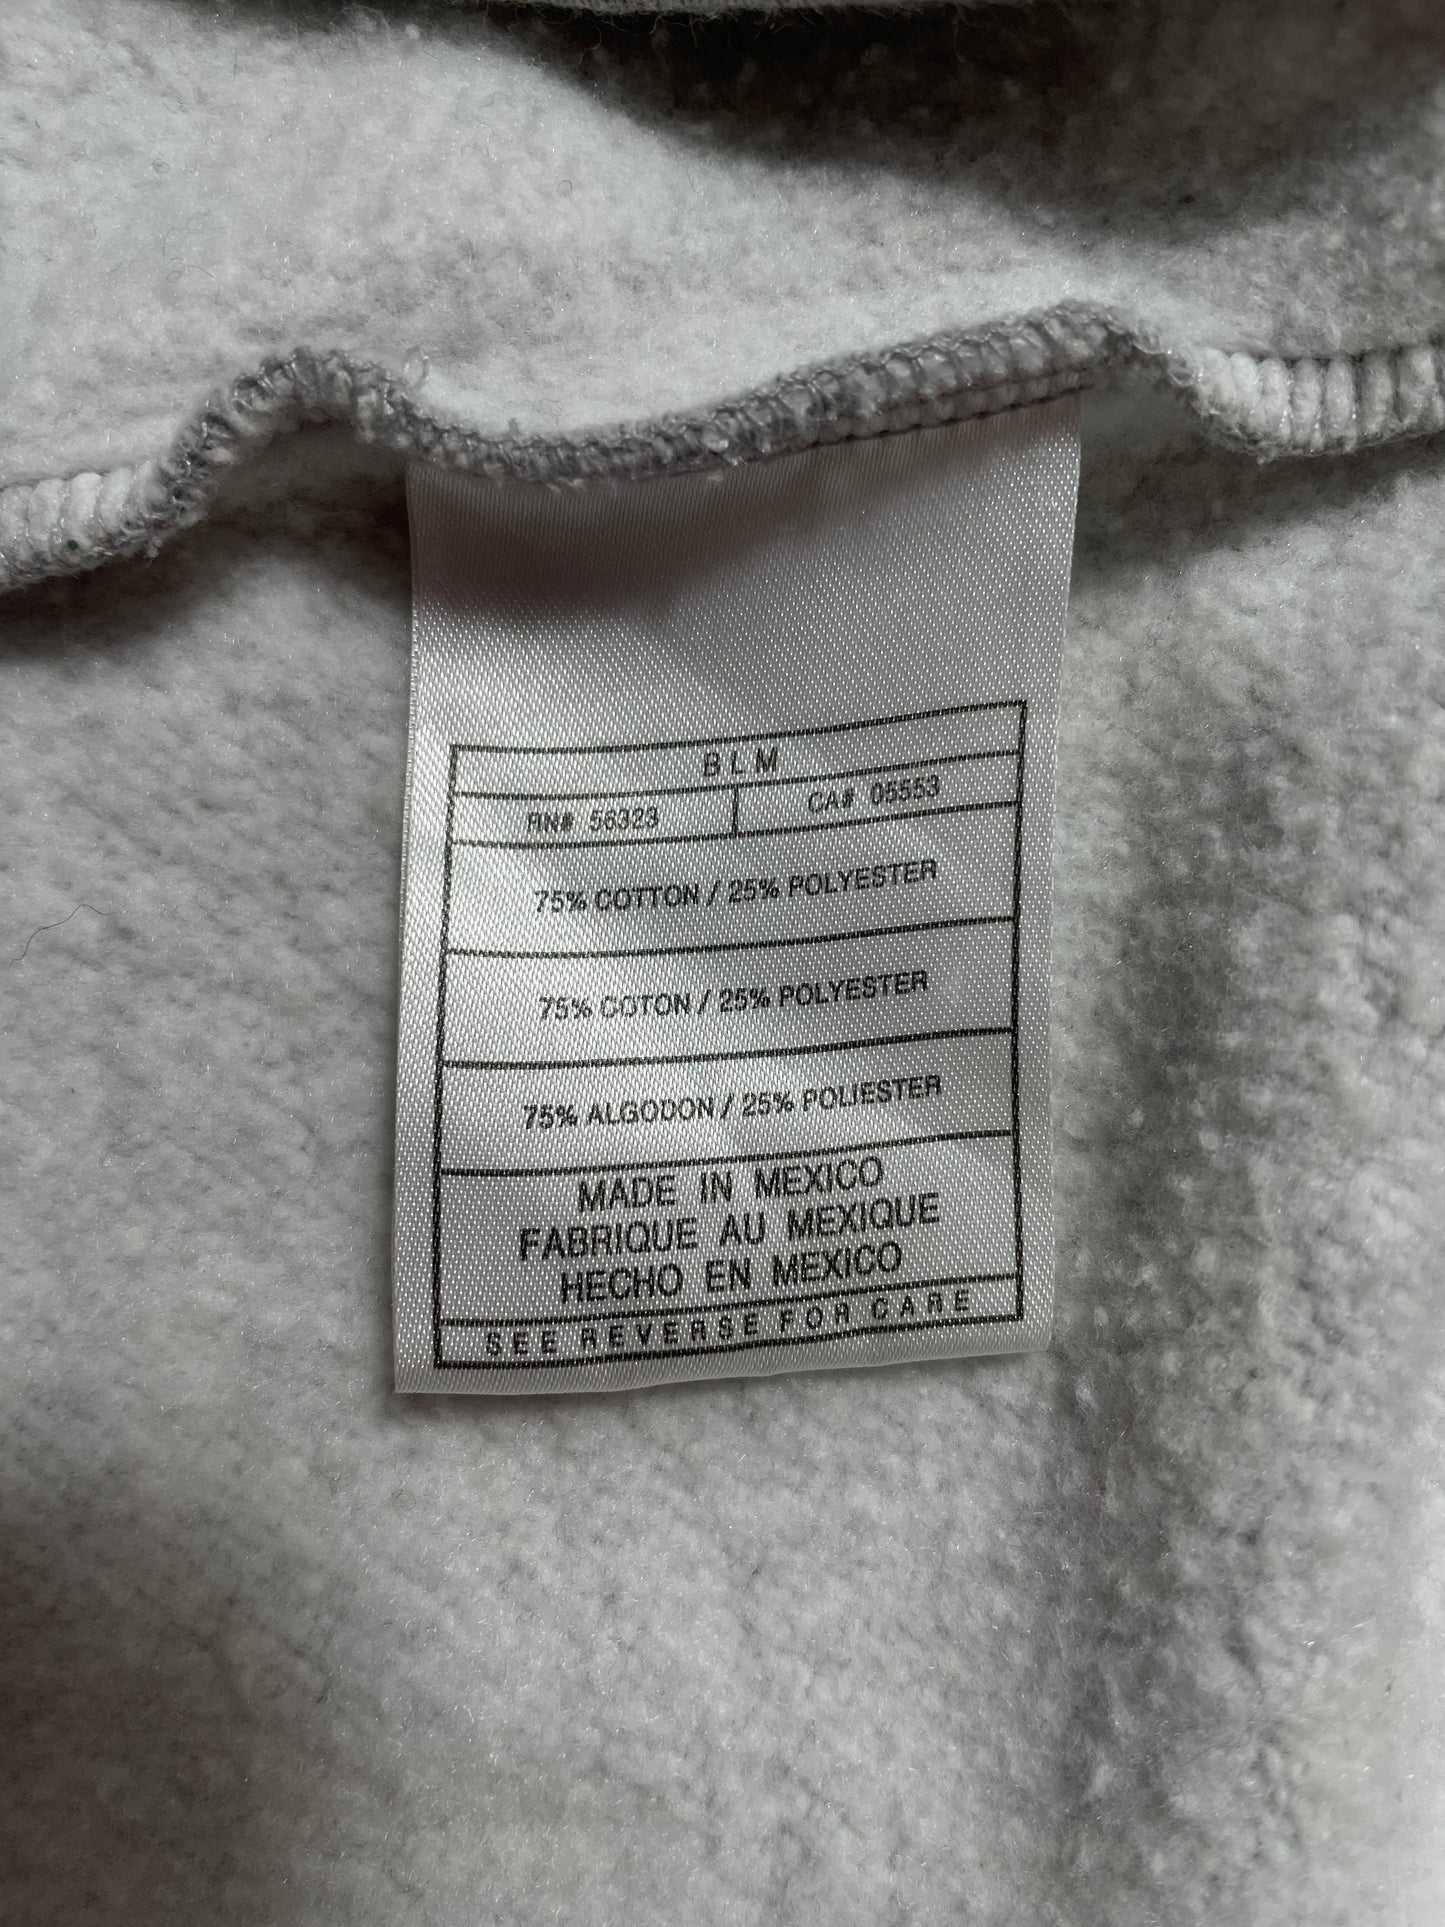 BLM
RN# 56323 CA# 05553
75% COTTON / 25% POLYESTER
75% COTON / 25% POLYESTER
75% ALGODON / 25% POLIESTER
MADE IN MEXICO
FABRIQUE AU MEXIQUE
HECHO EN MEXICO
SEE REVERSE FOR CARE